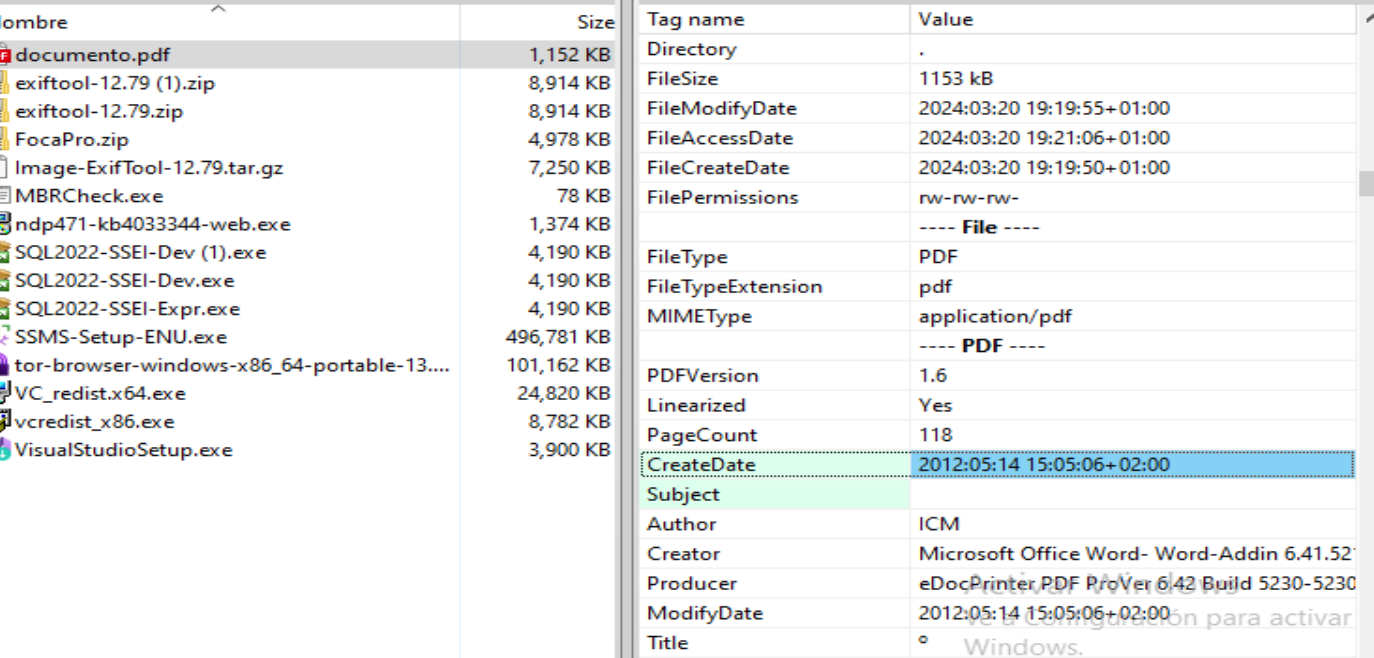 ombre Size
documento.pdf 1,152 KB
exiftool-12.79 (1).zip 8,914 KB
exiftool-12.79.zip 8,914 KB
FocaPro.zip 4,978 KB
Image-ExifTool-12.79.tar.gz 7,250 KB
MBRCheck.exe 78 KB
ndp471-kb4033344-web.exe 1,374 KB
SQL2022-SSEI-Dev (1).exe 4,190 KB
SQL2022-SSEI-Dev.exe 4,190 KB
SQL2022-SSEI-Expr.exe 4,190 KB
SSMS-Setup-ENU.exe 496,781 KB
tor-browser-windows-x86_64-portable-13.... 101,162 KB
VC_redist.x64.exe 24,820 KB
vcredist_x86.exe 8,782 KB
VisualStudioSetup.exe 3,900 KB
Tag name Value
Directory .
FileSize 1153 kB
FileModifyDate 2024:03:20 19:19:55+01:00
FileAccessDate 2024:03:20 19:21:06+01:00
FileCreateDate 2024:03:20 19:19:50+01:00
FilePermissions rw-rw-rw-
---- File ----
FileType PDF
FileTypeExtension pdf
MIMEType application/pdf
---- PDF ----
PDFVersion 1.6
Linearized Yes
PageCount 118
CreateDate 2012:05:14 15:05:06+02:00
Subject
Author ICM
Creator Microsoft Office Word- Word-Addin 6.41.521
Producer eDocPrinter PDF ProVer 6.42 Build 5230-5230
ModifyDate 2012:05:14 15:05:06+02:00
Title °
Activar Windows
Ve a Configuración para activar
Windows.